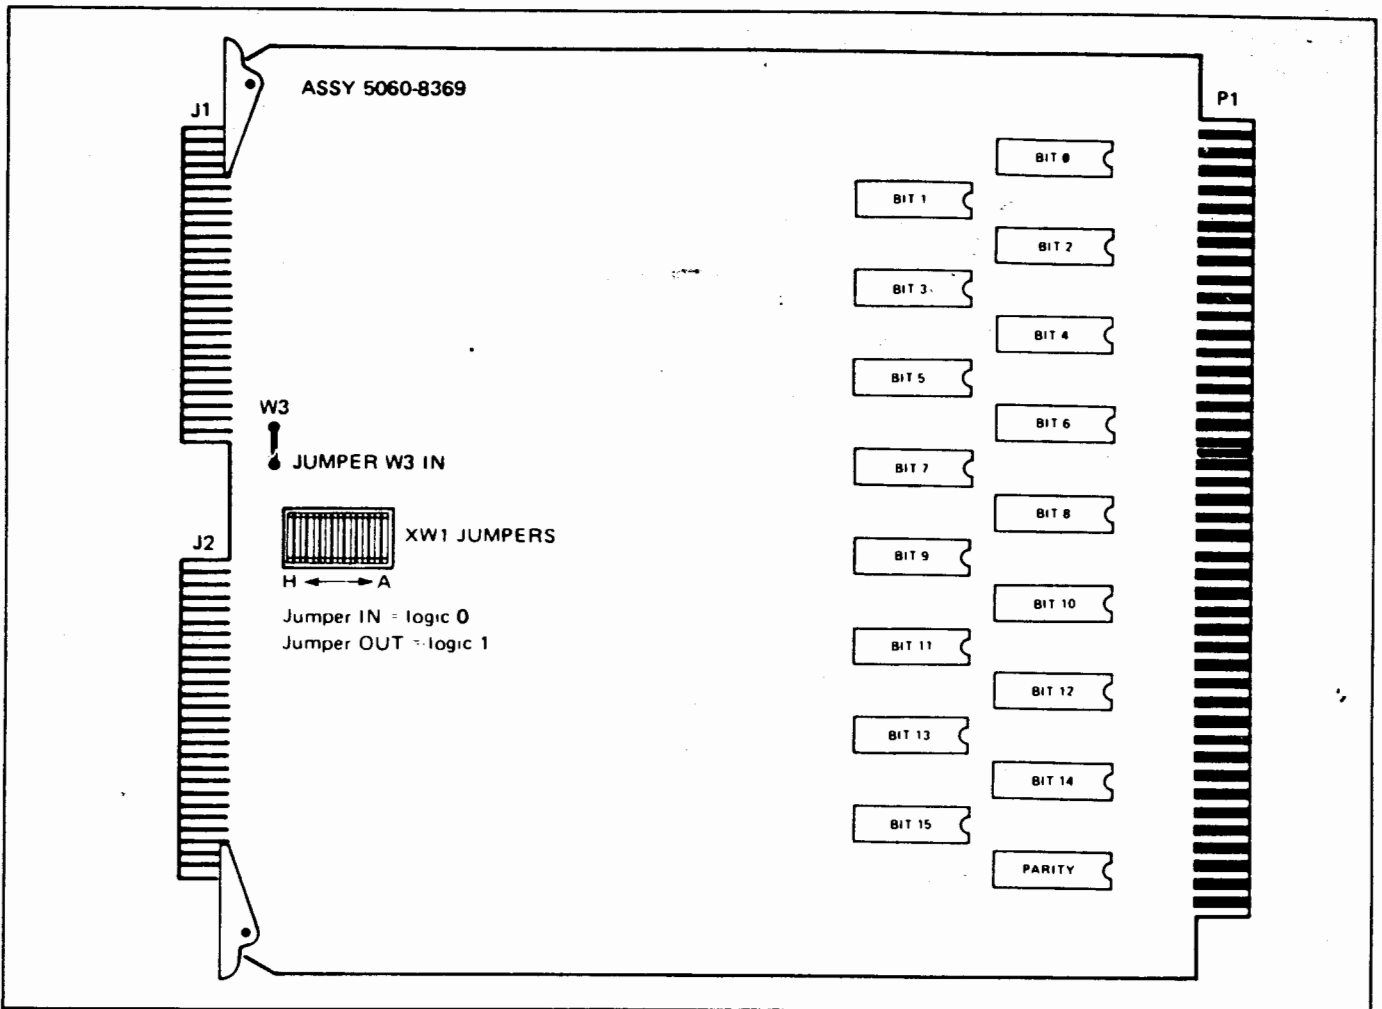 ASSY 5060-8369
J1
P1
BIT 0
BIT 1
BIT 2
BIT 3
BIT 4
BIT 5
BIT 6
BIT 7
BIT 8
BIT 9
BIT 10
BIT 11
BIT 12
BIT 13
BIT 14
BIT 15
PARITY
W3
JUMPER W3 IN
J2
XW1 JUMPERS
H A
Jumper IN = logic 0
Jumper OUT = logic 1